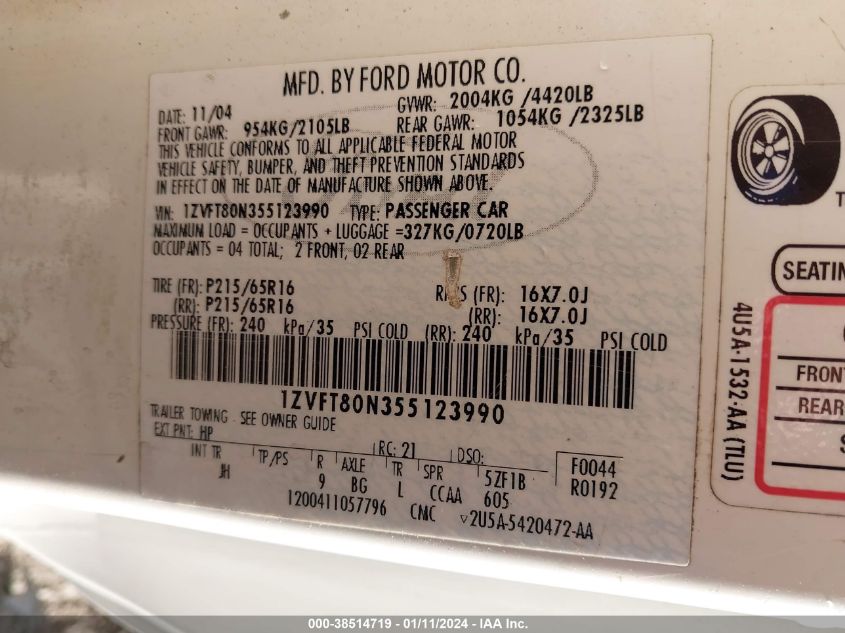 MFD. BY FORD MOTOR CO.
DATE: 11/04 GVWR: 2004KG /4420LB
FRONT GAWR: 954KG/2105LB REAR GAWR: 1054KG /2325LB
THIS VEHICLE CONFORMS TO ALL APPLICABLE FEDERAL MOTOR
VEHICLE SAFETY, BUMPER, AND THEFT PREVENTION STANDARDS
IN EFFECT ON THE DATE OF MANUFACTURE SHOWN ABOVE.
VIN: 1ZVFT80N355123990 TYPE: PASSENGER CAR
MAXIMUM LOAD = OCCUPANTS + LUGGAGE =327KG/0720LB
OCCUPANTS = 04 TOTAL; 2 FRONT, 02 REAR
TIRE (FR): P215/65R16 (FR): 16X7.0J
(RR): P215/65R16 (RR): 16X7.0J
PRESSURE (FR): 240 kPa/35 PSI COLD (RR): 240 kPa/35 PSI COLD
1ZVFT80N355123990
TRAILER TOWING - SEE OWNER GUIDE
EXT PNT: HP RC: 21 DSO:
INT TR TP/PS R AXLE TR SPR 5ZF1B F0044
JH 9 BG L CCAA 605 R0192
1200411057796 CMC ▽2U5A-5420472-AA
4U5A-1532-AA (TLU)
SEATIN
FRONT
REAR
000-38514719 - 01/11/2024 - IAA Inc.